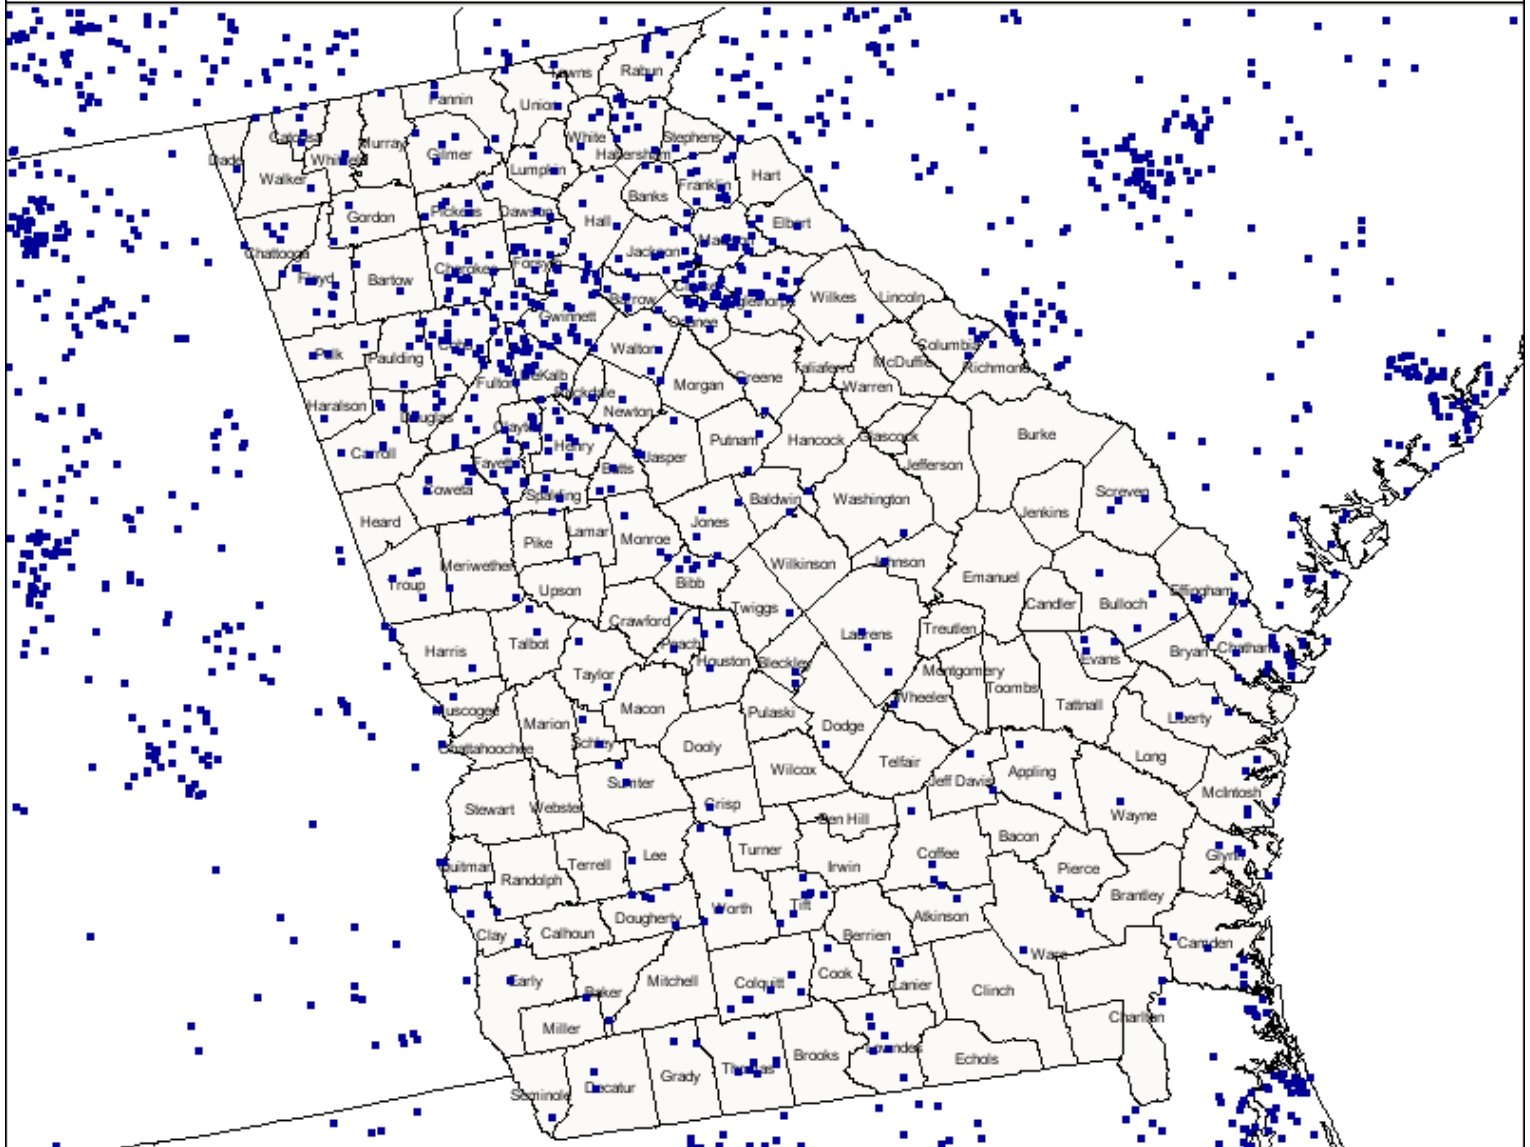 Towns
Rabun
Fannin
Union
Catoosa
Murray
White
Stephens
Dade
Whitfield
Gilmer
Habersham
Walker
Lumpkin
Hart
Franklin
Banks
Gordon
Pickens
Dawson
Hall
Elbert
Madison
Chattooga
Jackson
Forsyth
Cherokee
Floyd
Bartow
Clarke
Barrow
Oglethorpe
Wilkes
Lincoln
Gwinnett
Oconee
Cobb
Walton
Columbia
Polk
Paulding
McDuffie
Taliaferro
Richmond
DeKalb
Fulton
Morgan
Greene
Warren
Rockdale
Haralson
Newton
Douglas
Clayton
Putnam
Hancock
Glascock
Burke
Henry
Carroll
Jasper
Fayette
Butts
Jefferson
Coweta
Spalding
Baldwin
Washington
Screven
Heard
Jones
Jenkins
Lamar
Pike
Monroe
Meriwether
Wilkinson
Johnson
Emanuel
Troup
Bibb
Upson
Effingham
Twiggs
Candler
Bulloch
Crawford
Treutlen
Laurens
Talbot
Peach
Harris
Bryan
Chatham
Houston
Bleckley
Evans
Taylor
Montgomery
Toombs
Wheeler
Tattnall
Muscogee
Macon
Pulaski
Marion
Liberty
Dodge
Schley
Chattahoochee
Dooly
Long
Telfair
Wilcox
Appling
Sumter
Jeff Davis
McIntosh
Crisp
Stewart
Webster
Wayne
Ben Hill
Bacon
Turner
Lee
Coffee
Glynn
Quitman
Terrell
Irwin
Pierce
Randolph
Brantley
Tift
Worth
Dougherty
Atkinson
Clay
Calhoun
Berrien
Camden
Ware
Cook
Early
Mitchell
Colquitt
Lanier
Baker
Clinch
Charlton
Miller
Lowndes
Brooks
Echols
Thomas
Grady
Decatur
Seminole